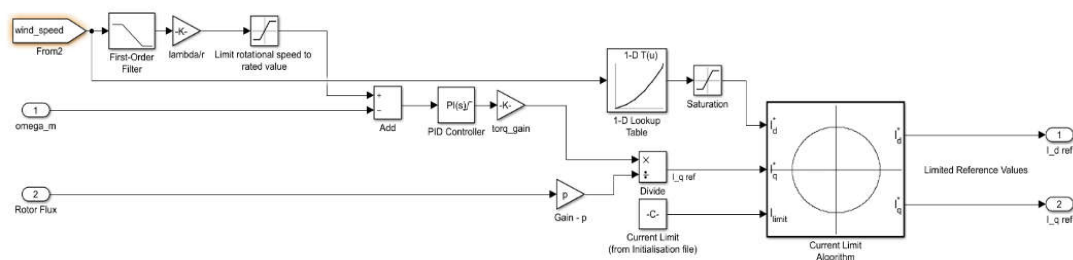 wind_speed
From2
First-Order
Filter
-K-
lambda/r
Limit rotational speed to
rated value
1
omega_m
+
−
Add
PI(s)
PID Controller
-K-
torq_gain
1-D T(u)
1-D Lookup
Table
Saturation
2
Rotor Flux
p
Gain - p
×
÷
Divide
I_q ref
-C-
Current Limit
(from Initialisation file)
I*d
I*q
Ilimit
I*d
I*q
Current Limit
Algorithm
Limited Reference Values
1
I_d ref
2
I_q ref